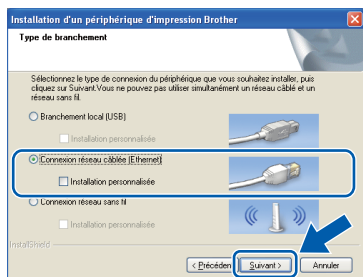 Installation d'un périphérique d'impression Brother
Type de branchement
Sélectionnez le type de connexion du périphérique que vous souhaitez installer, puis
cliquez sur Suivant.Vous ne pouvez pas utiliser simultanément un réseau câblé et un
réseau sans fil.
Branchement local (USB)
Installation personnalisée
Connexion réseau câblée (Ethernet)
Installation personnalisée
Connexion réseau sans fil
Installation personnalisée
InstallShield
< Précéden
Suivant >
Annuler